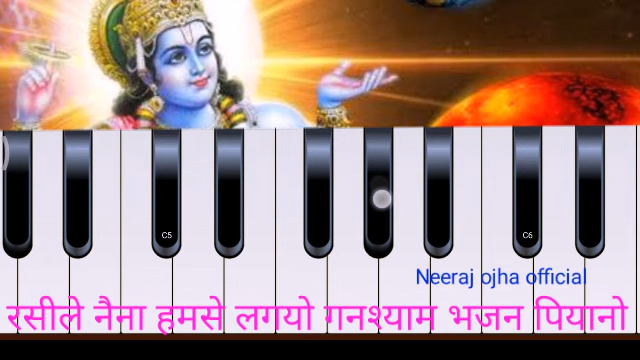 C5 C6
Neeraj ojha official
रसीले नैना हमसे लगयो गनश्याम भजन पियानो